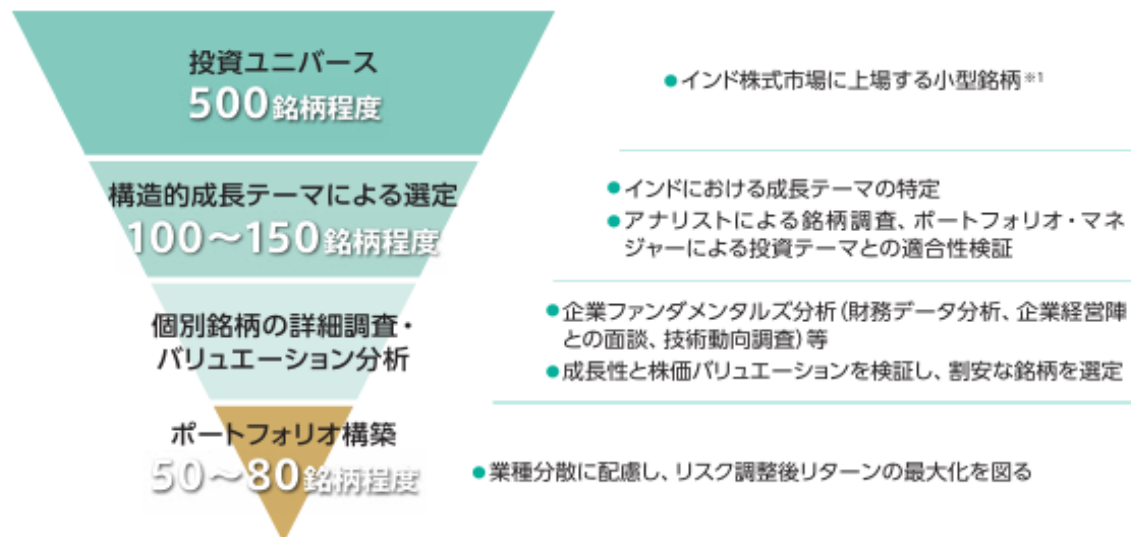 投資ユニバース
500銘柄程度
●インド株式市場に上場する小型銘柄※1
構造的成長テーマによる選定
100～150銘柄程度
●インドにおける成長テーマの特定
●アナリストによる銘柄調査、ポートフォリオ・マネ
ジャーによる投資テーマとの適合性検証
個別銘柄の詳細調査・
バリュエーション分析
●企業ファンダメンタルズ分析(財務データ分析、企業経営陣
との面談、技術動向調査)等
●成長性と株価バリュエーションを検証し、割安な銘柄を選定
ポートフォリオ構築
50～80銘柄程度
●業種分散に配慮し、リスク調整後リターンの最大化を図る